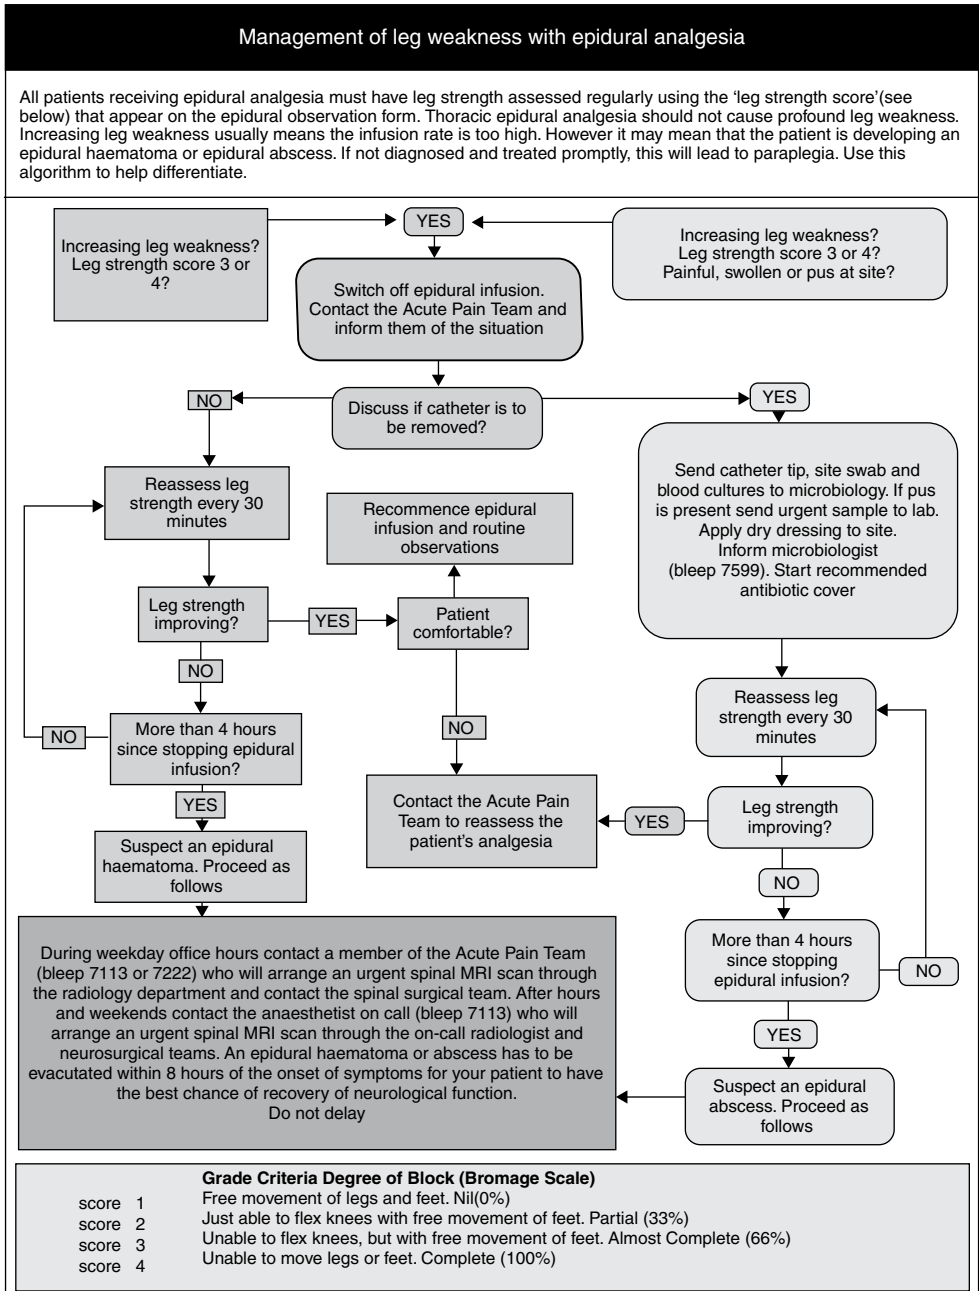 Management of leg weakness with epidural analgesia
All patients receiving epidural analgesia must have leg strength assessed regularly using the ‘leg strength score’(see
below) that appear on the epidural observation form. Thoracic epidural analgesia should not cause profound leg weakness.
Increasing leg weakness usually means the infusion rate is too high. However it may mean that the patient is developing an
epidural haematoma or epidural abscess. If not diagnosed and treated promptly, this will lead to paraplegia. Use this
algorithm to help differentiate.
Increasing leg weakness?
Leg strength score 3 or
4?
YES
Increasing leg weakness?
Leg strength score 3 or 4?
Painful, swollen or pus at site?
Switch off epidural infusion.
Contact the Acute Pain Team and
inform them of the situation
NO
Discuss if catheter is to
be removed?
YES
Reassess leg
strength every 30
minutes
Recommence epidural
infusion and routine
observations
Send catheter tip, site swab and
blood cultures to microbiology. If pus
is present send urgent sample to lab.
Apply dry dressing to site.
Inform microbiologist
(bleep 7599). Start recommended
antibiotic cover
Leg strength
improving?
YES
Patient
comfortable?
NO
Reassess leg
strength every 30
minutes
NO
More than 4 hours
since stopping epidural
infusion?
NO
YES
Contact the Acute Pain
Team to reassess the
patient’s analgesia
YES
Leg strength
improving?
Suspect an epidural
haematoma. Proceed as
follows
NO
During weekday office hours contact a member of the Acute Pain Team
(bleep 7113 or 7222) who will arrange an urgent spinal MRI scan through
the radiology department and contact the spinal surgical team. After hours
and weekends contact the anaesthetist on call (bleep 7113) who will
arrange an urgent spinal MRI scan through the on-call radiologist and
neurosurgical teams. An epidural haematoma or abscess has to be
evacutated within 8 hours of the onset of symptoms for your patient to have
the best chance of recovery of neurological function.
Do not delay
More than 4 hours
since stopping
epidural infusion?
NO
YES
Suspect an epidural
abscess. Proceed as
follows
Grade Criteria Degree of Block (Bromage Scale)
score 1 Free movement of legs and feet. Nil(0%)
score 2 Just able to flex knees with free movement of feet. Partial (33%)
score 3 Unable to flex knees, but with free movement of feet. Almost Complete (66%)
score 4 Unable to move legs or feet. Complete (100%)